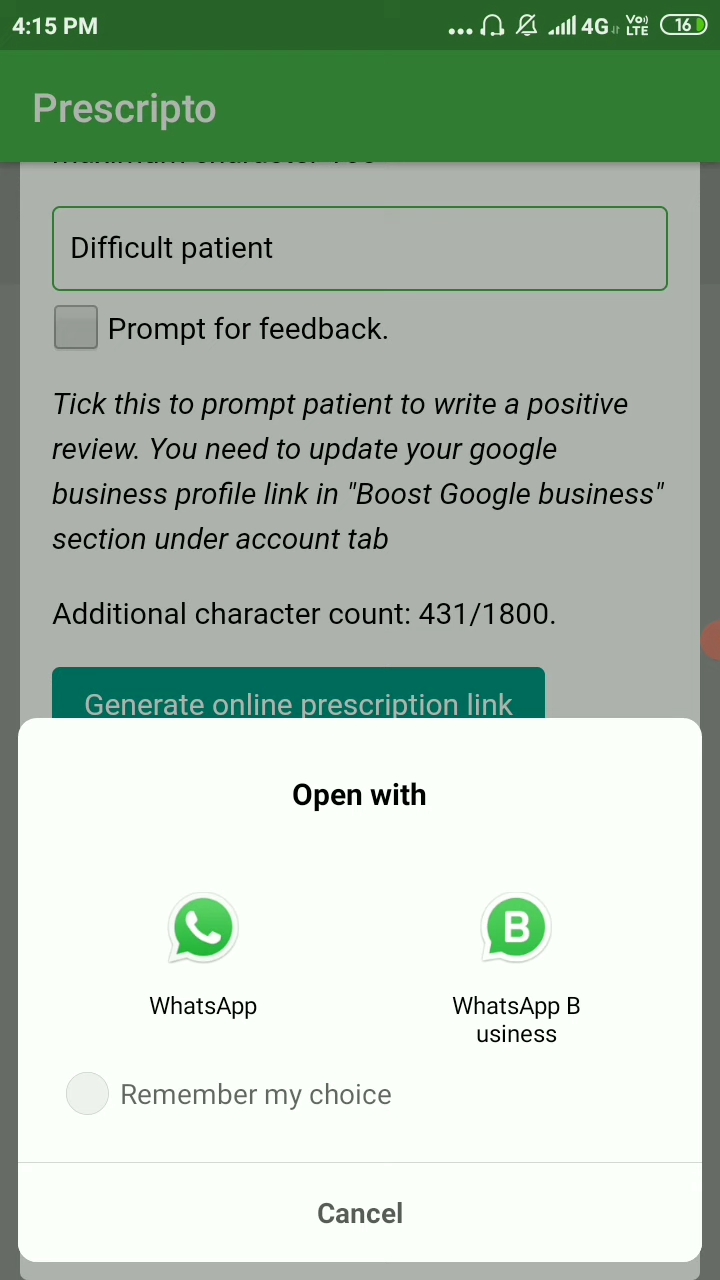 4:15 PM
4G
Vo))
LTE
16
Prescripto
Difficult patient
Prompt for feedback.
Tick this to prompt patient to write a positive
review. You need to update your google
business profile link in "Boost Google business"
section under account tab
Additional character count: 431/1800.
Generate online prescription link
Open with
WhatsApp
WhatsApp B
usiness
Remember my choice
Cancel